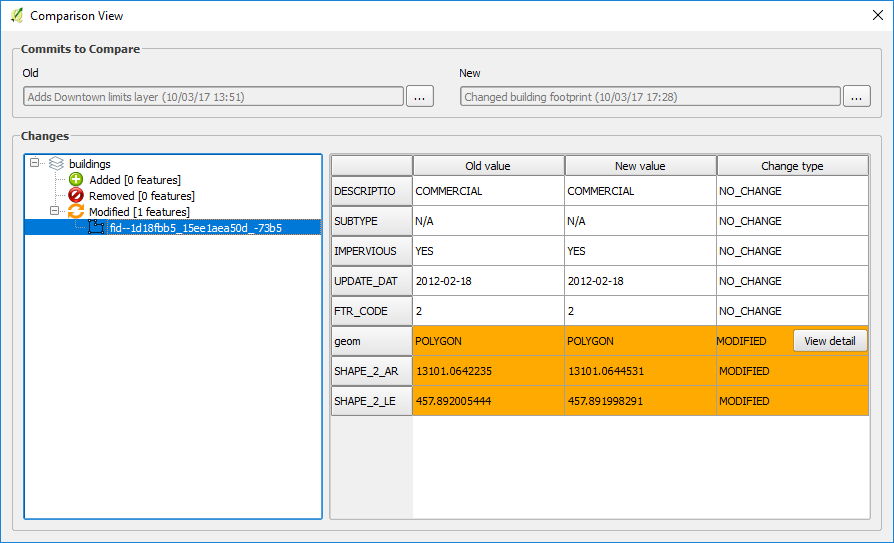 Comparison View
Commits to Compare
Old New
Adds Downtown limits layer (10/03/17 13:51) ... Changed building footprint (10/03/17 17:28) ...
Changes
buildings
Added [0 features]
Removed [0 features]
Modified [1 features]
fid--1d18fbb5_15ee1aea50d_-73b5
Old value New value Change type
DESCRIPTIO COMMERCIAL COMMERCIAL NO_CHANGE
SUBTYPE N/A N/A NO_CHANGE
IMPERVIOUS YES YES NO_CHANGE
UPDATE_DAT 2012-02-18 2012-02-18 NO_CHANGE
FTR_CODE 2 2 NO_CHANGE
geom POLYGON POLYGON MODIFIED View detail
SHAPE_2_AR 13101.0642235 13101.0644531 MODIFIED
SHAPE_2_LE 457.892005444 457.891998291 MODIFIED